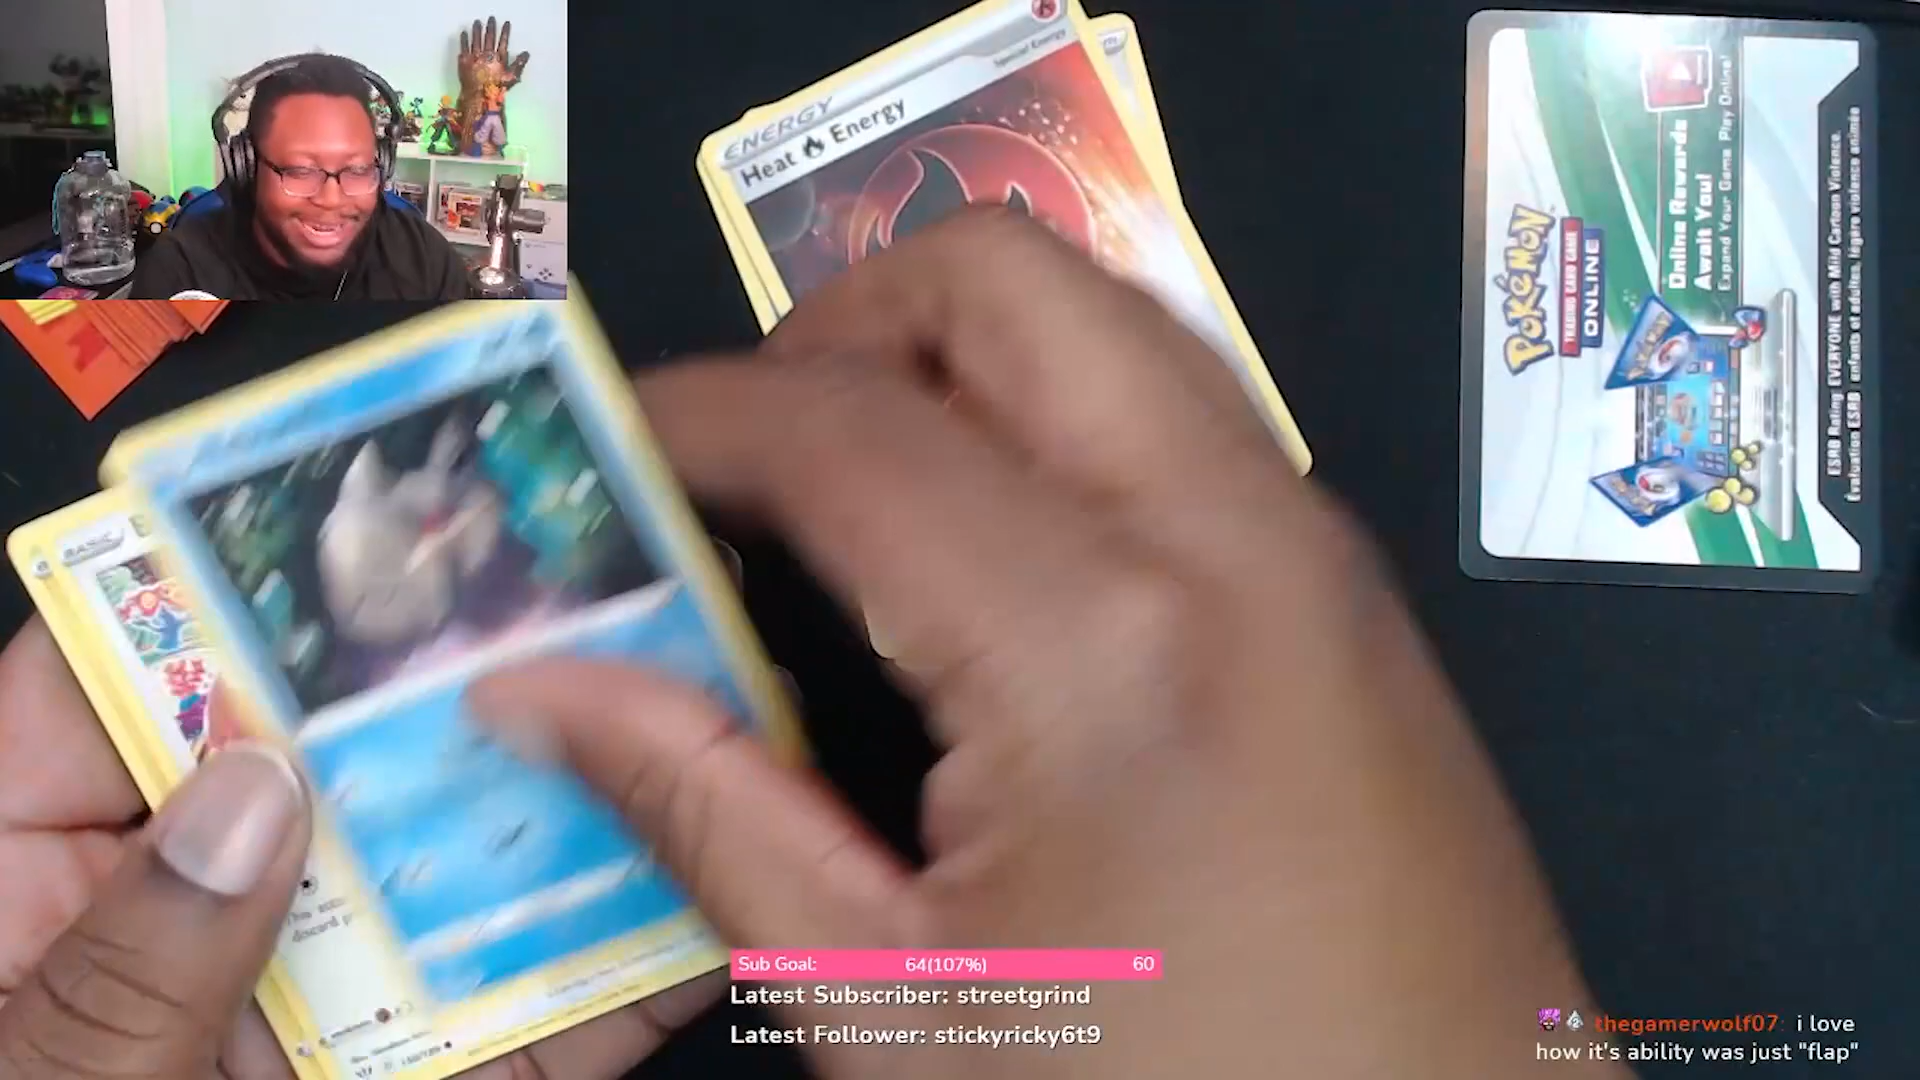 ENERGY
Special Energy
Heat Energy
BASIC
This
discard
Pokémon
TRADING CARD GAME
ONLINE
Online Rewards
Await You!
Expand Your Game. Play Online!
ESRB Rating EVERYONE with Mild Cartoon Violence.
Évaluation ESRB enfants et adultes, légère violence animée
Sub Goal: 64(107%) 60
Latest Subscriber: streetgrind
Latest Follower: stickyricky6t9
thegamerwolf07: i love
how it's ability was just "flap"